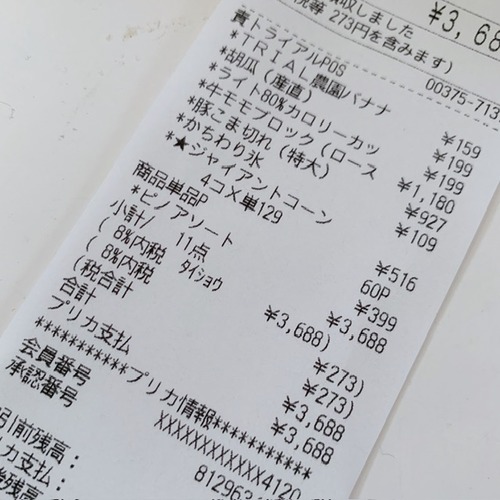 収しました ¥3,68
税等 273円を含みます)
責トライアルPOS 00375-713
*TRIAL農園バナナ ¥159
*胡瓜(産直) ¥199
*ライト80%カロリーカッ ¥199
*牛モモブロック(ロース ¥1,180
*豚こま切れ(特大) ¥927
*かちわり氷 ¥109
*★ジャイアントコーン
4コX単129 ¥516
商品単品P 60P
*ピノアソート ¥399
小計/ 11点 ¥3,688
( 8%内税 タイショウ ¥3,688)
( 8%内税 ¥273)
(税合計 ¥273)
合計 ¥3,688
プリカ支払 ¥3,688
***********プリカ情報***********
会員番号 XXXXXXXXXXXX4120
承認番号 812963
引前残高:
リカ支払:
後残高: